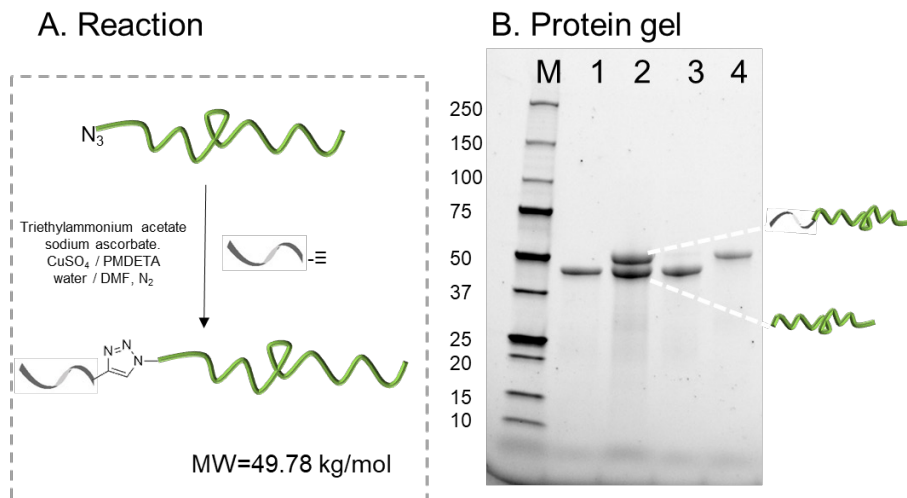 A. Reaction
N₃
Triethylammonium acetate
sodium ascorbate.
CuSO₄ / PMDETA
water / DMF, N₂
-≡
N N
N
MW=49.78 kg/mol
B. Protein gel
M 1 2 3 4
250
150
100
75
50
37
25
20
15
10